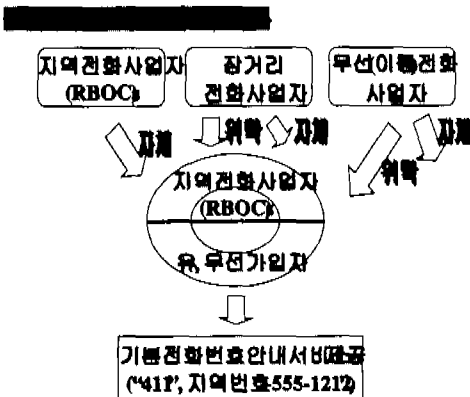 지역전화사업자
(RBOC)s
장거리
전화사업자
무선(이동)전화
사업자
자체
위탁
자체
위탁
자체
지역전화사업자
(RBOC)s
유, 무선가입자
기본전화번호안내서비스제공
("411", 지역번호555-1212)